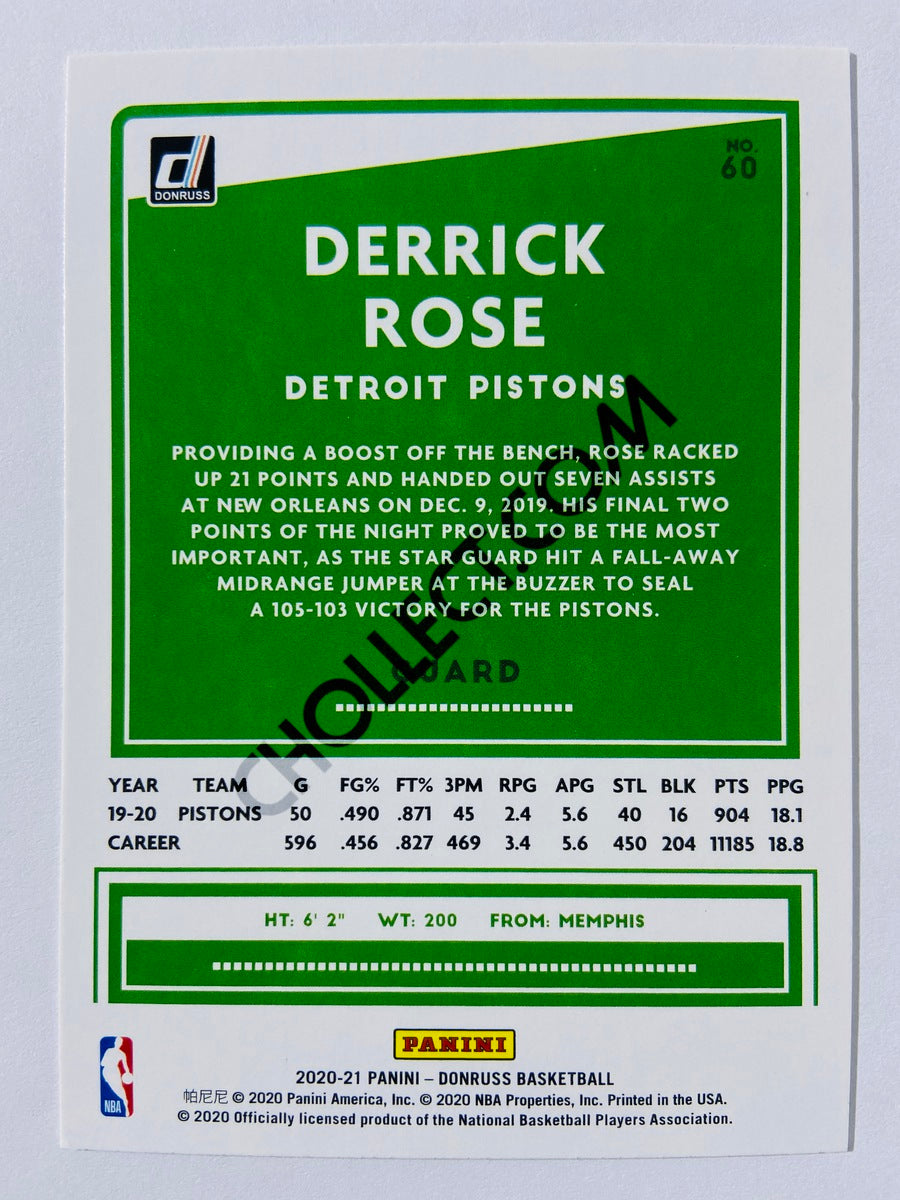 DONRUSS
NO.
60
DERRICK
ROSE
DETROIT PISTONS
PROVIDING A BOOST OFF THE BENCH, ROSE RACKED
UP 21 POINTS AND HANDED OUT SEVEN ASSISTS
AT NEW ORLEANS ON DEC. 9, 2019. HIS FINAL TWO
POINTS OF THE NIGHT PROVED TO BE THE MOST
IMPORTANT, AS THE STAR GUARD HIT A FALL-AWAY
MIDRANGE JUMPER AT THE BUZZER TO SEAL
A 105-103 VICTORY FOR THE PISTONS.
GUARD
CHOLLECT.COM
YEAR TEAM G FG% FT% 3PM RPG APG STL BLK PTS PPG
19-20 PISTONS 50 .490 .871 45 2.4 5.6 40 16 904 18.1
CAREER 596 .456 .827 469 3.4 5.6 450 204 11185 18.8
HT: 6' 2" WT: 200 FROM: MEMPHIS
PANINI
NBA
2020-21 PANINI – DONRUSS BASKETBALL
帕尼尼 © 2020 Panini America, Inc. © 2020 NBA Properties, Inc. Printed in the USA.
© 2020 Officially licensed product of the National Basketball Players Association.